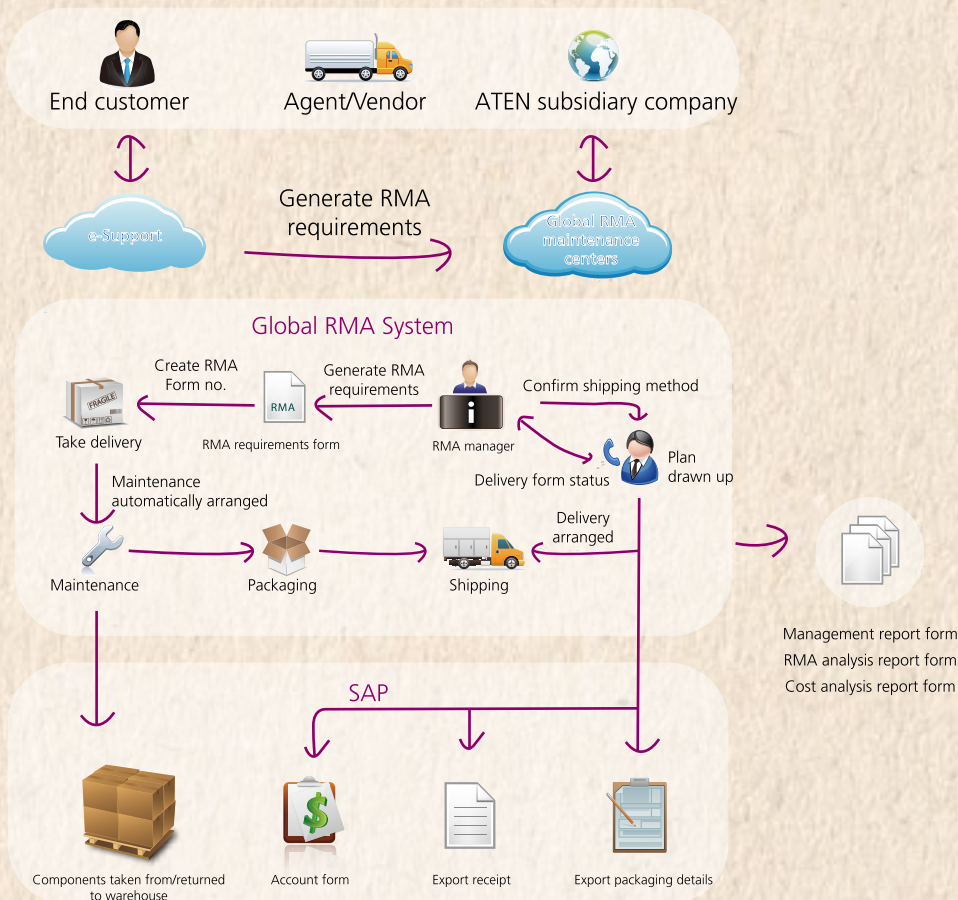 End customer
Agent/Vendor
ATEN subsidiary company
Generate RMA
requirements
e-Support
Global RMA
maintenance
centers
Global RMA System
Create RMA
Form no.
Generate RMA
requirements
Confirm shipping method
FRAGILE
RMA
i
Take delivery
RMA requirements form
RMA manager
Plan
drawn up
Delivery form status
Maintenance
automatically arranged
Delivery
arranged
Maintenance
Packaging
Shipping
Management report form
RMA analysis report form
Cost analysis report form
SAP
$
Components taken from/returned
to warehouse
Account form
Export receipt
Export packaging details